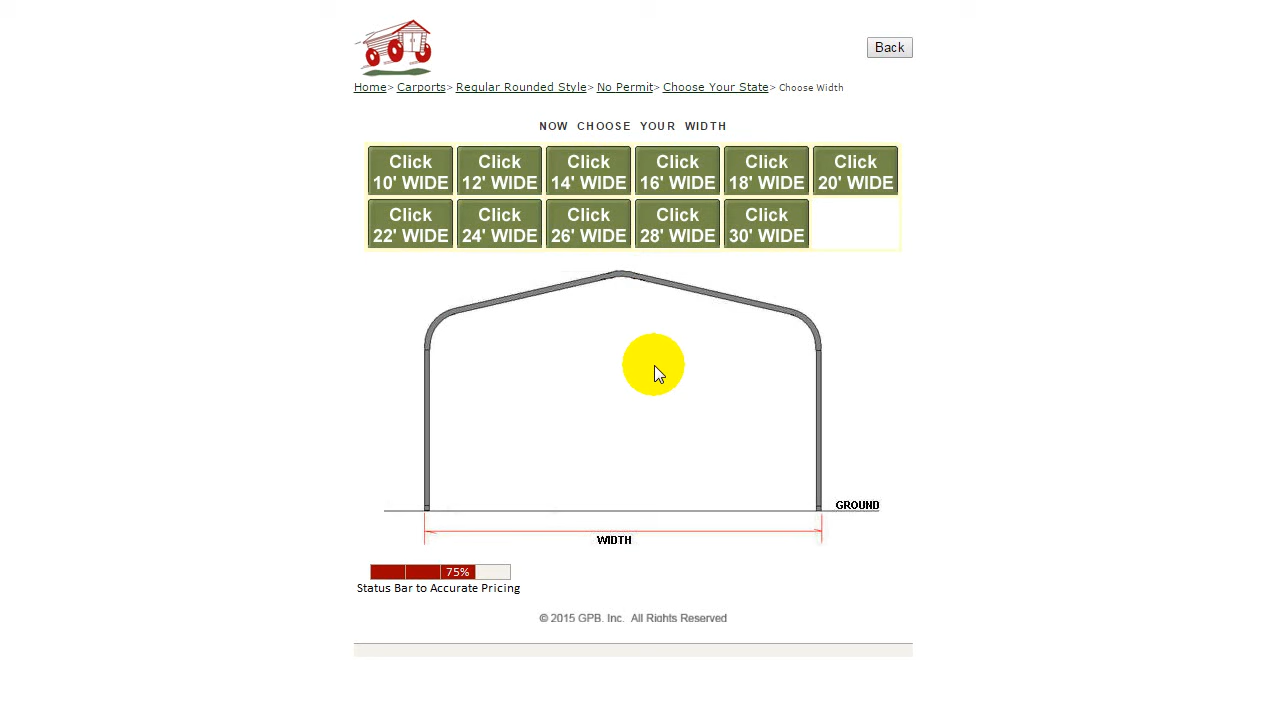 Back
Home> Carports> Regular Rounded Style> No Permit> Choose Your State> Choose Width
NOW CHOOSE YOUR WIDTH
Click 10' WIDE
Click 12' WIDE
Click 14' WIDE
Click 16' WIDE
Click 18' WIDE
Click 20' WIDE
Click 22' WIDE
Click 24' WIDE
Click 26' WIDE
Click 28' WIDE
Click 30' WIDE
GROUND
WIDTH
75%
Status Bar to Accurate Pricing
© 2015 GPB. Inc. All Rights Reserved